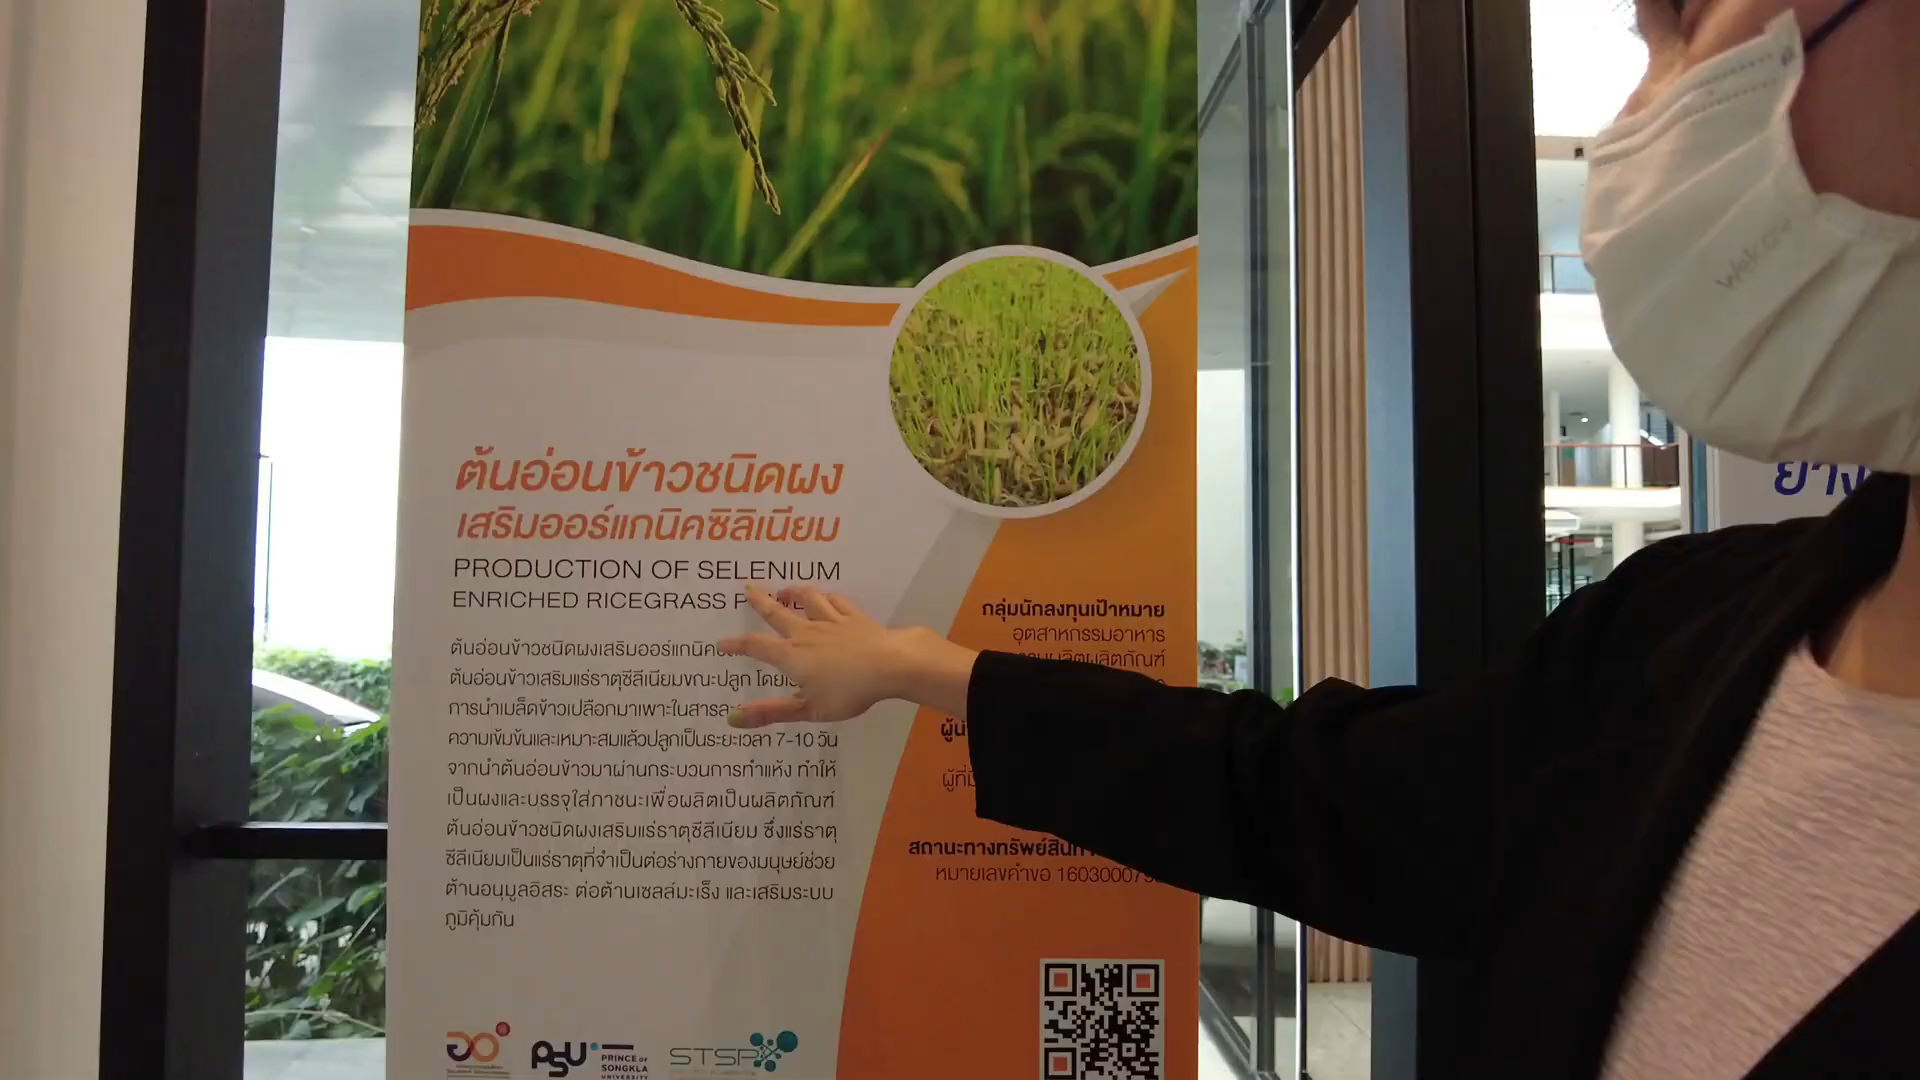 ต้นอ่อนข้าวชนิดผง
เสริมออร์แกนิคซิลิเนียม
PRODUCTION OF SELENIUM
ENRICHED RICEGRASS
ต้นอ่อนข้าวชนิดผงเสริมออร์แกนิค
ต้นอ่อนข้าวเสริมแร่ธาตุซีลีเนียมขณะปลูก
การนำเมล็ดข้าวเปลือกมาเพาะในสาร
ความเข้มข้นและเหมาะสมแล้วปลูกเป็นระยะเวลา 7-10 วัน
จากนำต้นอ่อนข้าวมาผ่านกระบวนการทำแห้ง ทำให้
เป็นผงและบรรจุใส่ภาชนะเพื่อผลิตเป็นผลิตภัณฑ์
ต้นอ่อนข้าวชนิดผงเสริมแร่ธาตุซีลีเนียม ซึ่งแร่ธาตุ
ซีลีเนียมเป็นแร่ธาตุที่จำเป็นต่อร่างกายของมนุษย์ช่วย
ต้านอนุมูลอิสระ ต่อต้านเซลล์มะเร็ง และเสริมระบบ
ภูมิคุ้มกัน
กลุ่มนักลงทุนเป้าหมาย
อุตสาหกรรมอาหาร
ผลิตผลิตภัณฑ์
สถานะทางทรัพย์สิน
หมายเลขคำขอ
PSU
PRINCE OF
SONGKLA
UNIVERSITY
STSP
Welcare
ยาง